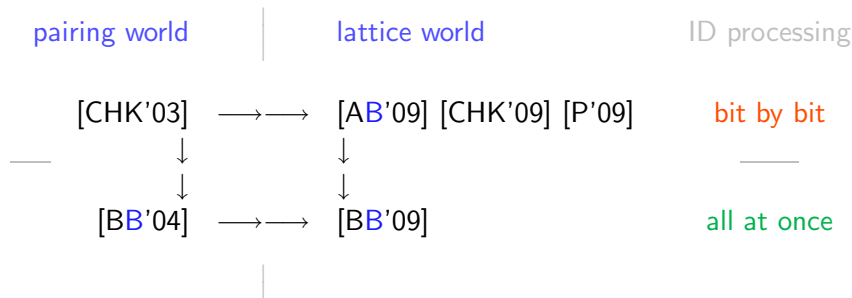 pairing world lattice world ID processing
[CHK'03] →→ [AB'09] [CHK'09] [P'09] bit by bit
↓ ↓
↓ ↓
[BB'04] →→ [BB'09] all at once